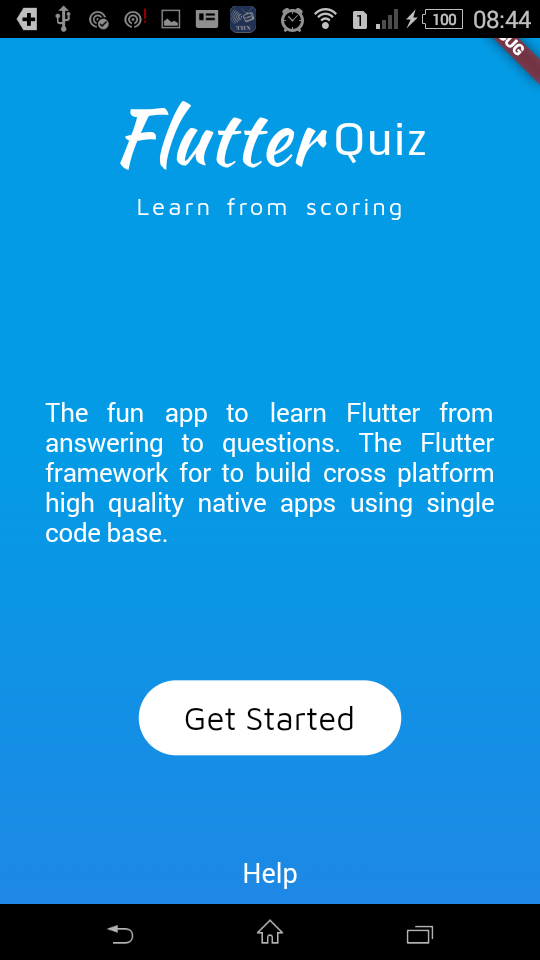 1 100 08:44
UG
Flutter Quiz
Learn from scoring
The fun app to learn Flutter from
answering to questions. The Flutter
framework for to build cross platform
high quality native apps using single
code base.
Get Started
Help